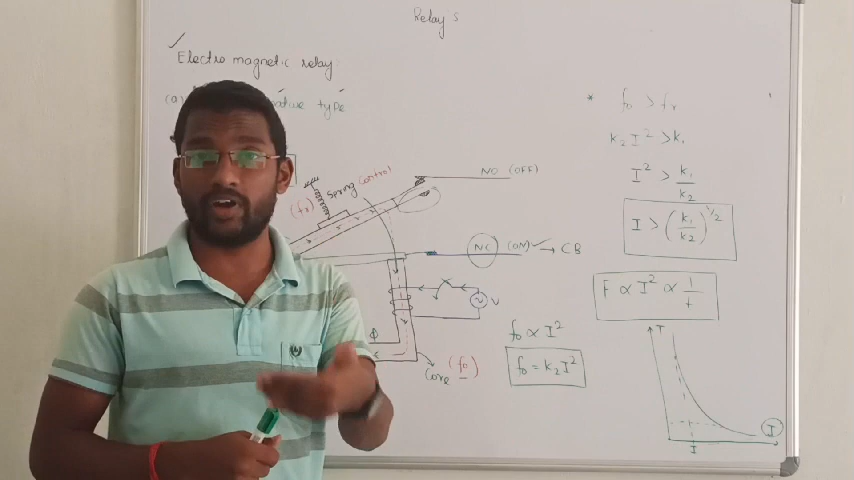 Relay s
Electro magnetic relay
(a) type
NO (OFF)
Spring control
(fr)
NC (ON) → CB
V
Φ
Core (fo)
fo ∝ I²
fo = k₂I²
* fo > fr
k₂I² > k₁
I² > k₁/k₂
I > (k₁/k₂)^1/2
F ∝ I² ∝ 1/t
T
I
I